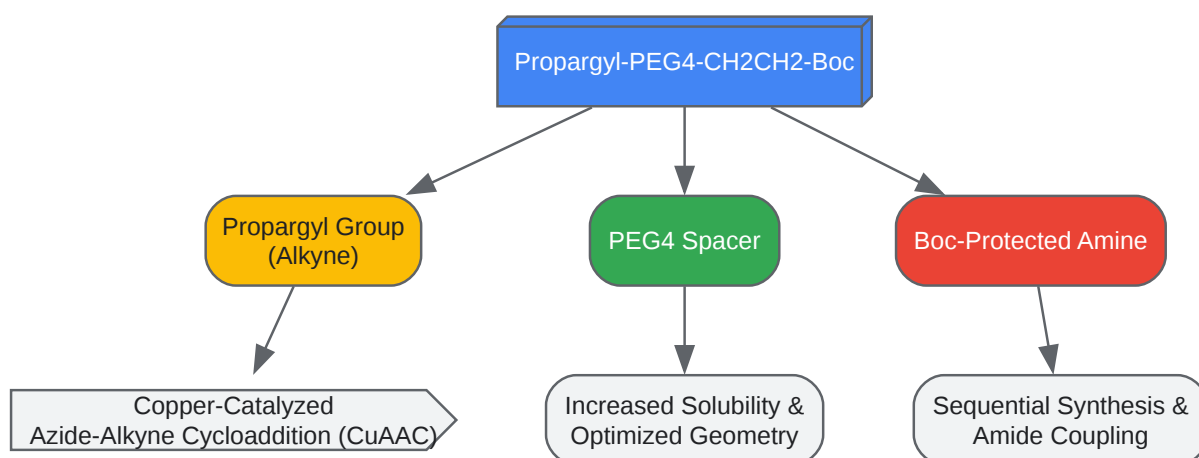 Propargyl-PEG4-CH2CH2-Boc
Propargyl Group
(Alkyne)
PEG4 Spacer
Boc-Protected Amine
Copper-Catalyzed
Azide-Alkyne Cycloaddition (CuAAC)
Increased Solubility &
Optimized Geometry
Sequential Synthesis &
Amide Coupling